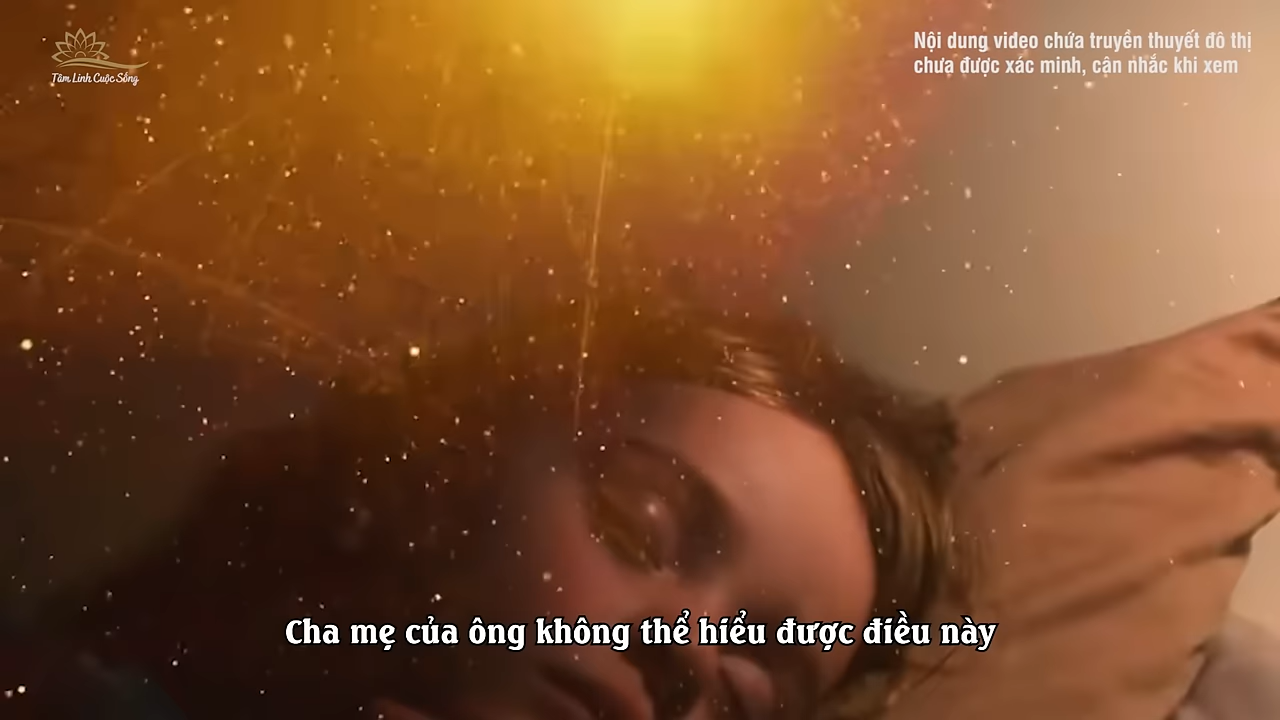 Tâm Linh Cuộc Sống
Nội dung video chứa truyền thuyết đô thị
chưa được xác minh, cận nhắc khi xem
Cha mẹ của ông không thể hiểu được điều này